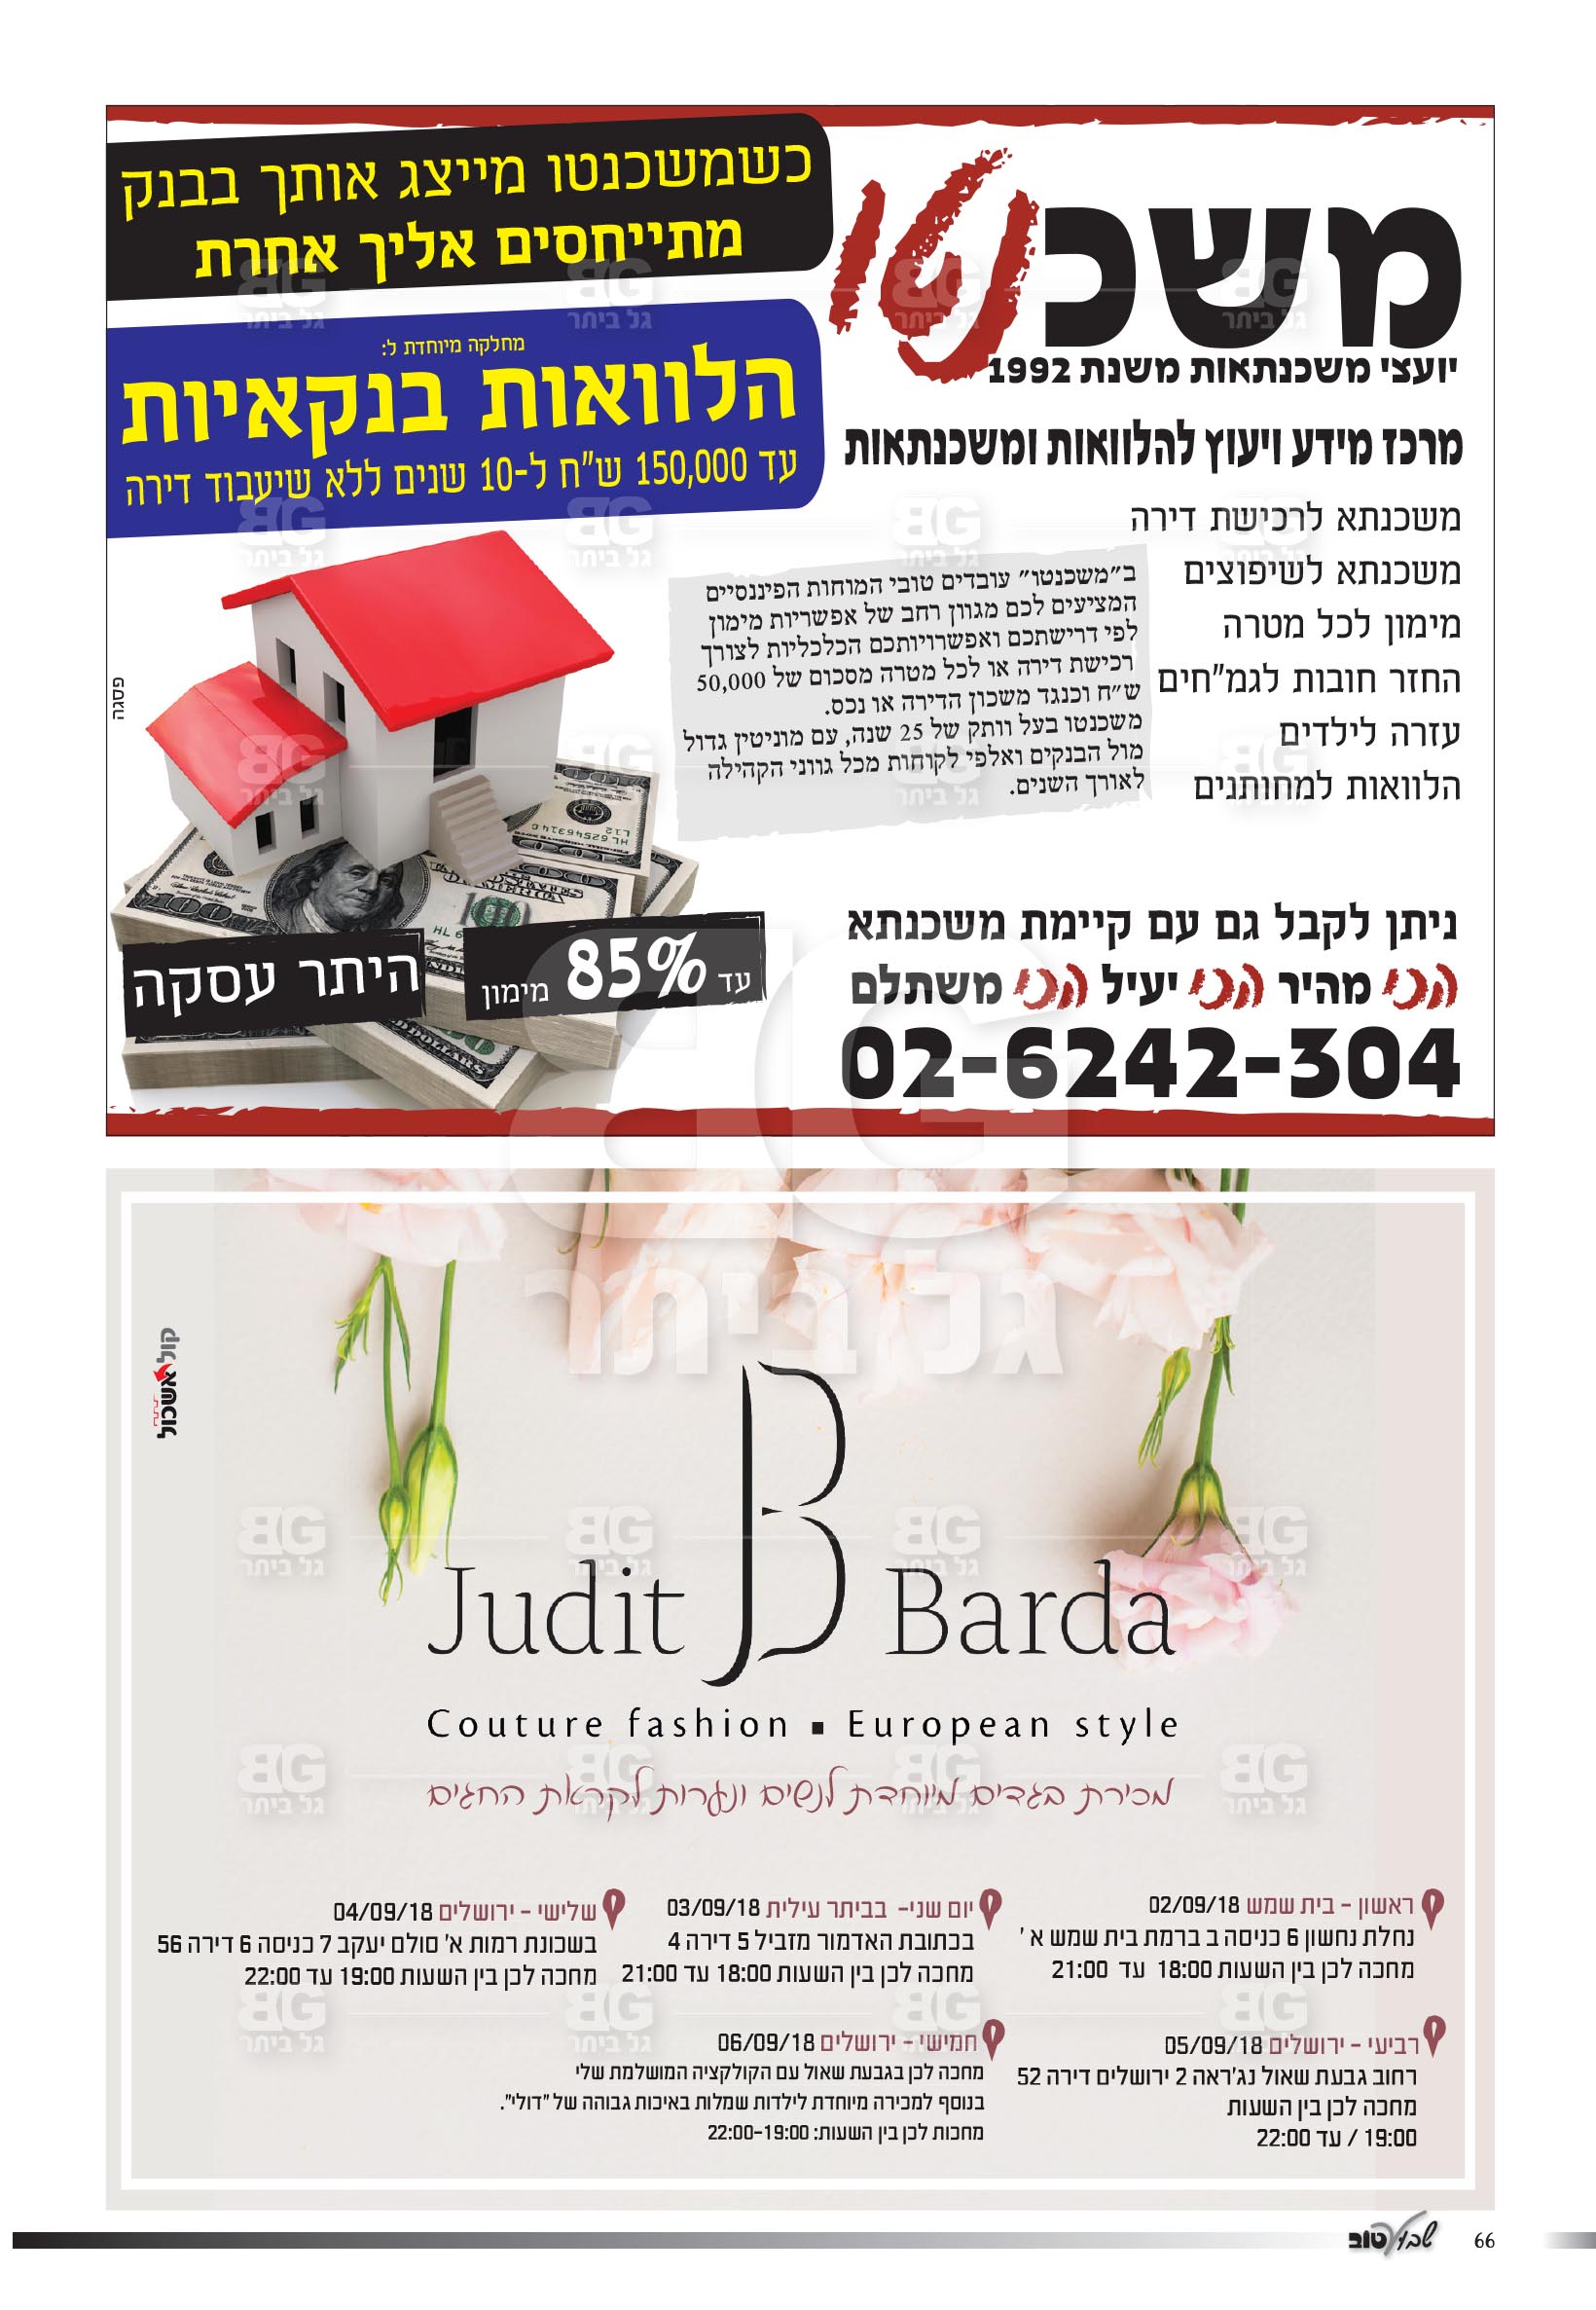 משכנטו
יועצי משכנתאות משנת 1992
מרכז מידע ויעוץ להלוואות ומשכנתאות
משכנתא לרכישת דירה
משכנתא לשיפוצים
מימון לכל מטרה
החזר חובות לגמ"חים
עזרה לילדים
הלוואות למחותנים
כשמשכנטו מייצג אותך בבנק
מתייחסים אליך אחרת
מחלקה מיוחדת ל:
הלוואות בנקאיות
עד 150,000 ש"ח ל-10 שנים ללא שיעבוד דירה
ב"משכנטו" עובדים טובי המוחות הפיננסיים
המציעים לכם מגוון רחב של אפשריות מימון
לפי דרישתכם ואפשרויותכם הכלכליות לצורך
רכישת דירה או לכל מטרה מסכום של 50,000
ש"ח וכנגד משכון הדירה או נכס.
משכנטו בעל וותק של 25 שנה, עם מוניטין גדול
מול הבנקים ואלפי לקוחות מכל גווני הקהילה
לאורך השנים.
פסגה
עד 85% מימון
היתר עסקה
ניתן לקבל גם עם קיימת משכנתא
הכי מהיר הכי יעיל הכי משתלם
02-6242-304
BG
גל ביתר
קול אשכול
JB
Judit Barda
Couture fashion ▪ European style
מכירת בגדים מיוחדת לנשים ונערות לקראת החגים
ראשון - בית שמש 02/09/18
נחלת נחשון 6 כניסה ב ברמת בית שמש א '
מחכה לכן בין השעות 18:00 עד 21:00
יום שני- בביתר עילית 03/09/18
בכתובת האדמור מזביל 5 דירה 4
מחכה לכן בין השעות 18:00 עד 21:00
שלישי - ירושלים 04/09/18
בשכונת רמות א' סולם יעקב 7 כניסה 6 דירה 56
מחכה לכן בין השעות 19:00 עד 22:00
רביעי - ירושלים 05/09/18
רחוב גבעת שאול נג'ראה 2 ירושלים דירה 52
מחכה לכן בין השעות
19:00 / עד 22:00
חמישי - ירושלים 06/09/18
מחכה לכן בגבעת שאול עם הקולקציה המושלמת שלי
בנוסף למכירה מיוחדת לילדות שמלות באיכות גבוהה של "דולי".
מחכות לכן בין השעות: 22:00-19:00
שבוע טוב 66